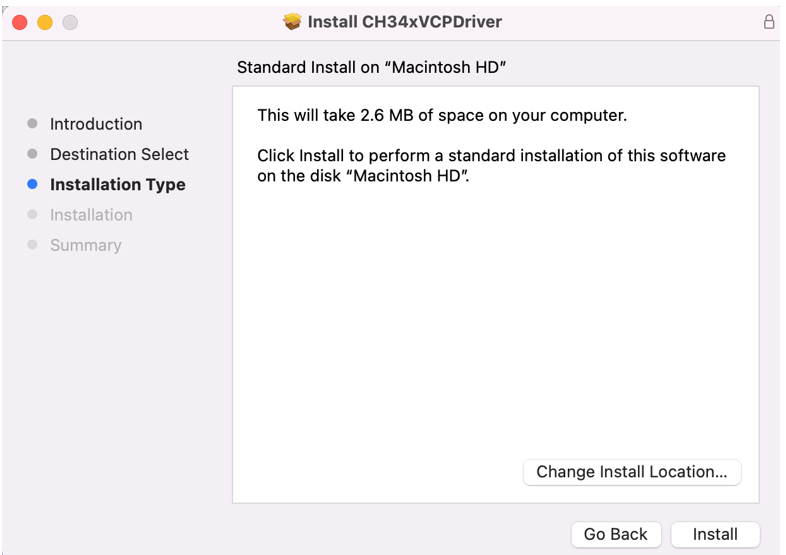 Install CH34xVCPDriver
Standard Install on “Macintosh HD”
Introduction
Destination Select
Installation Type
Installation
Summary
This will take 2.6 MB of space on your computer.
Click Install to perform a standard installation of this software
on the disk “Macintosh HD”.
Change Install Location...
Go Back
Install